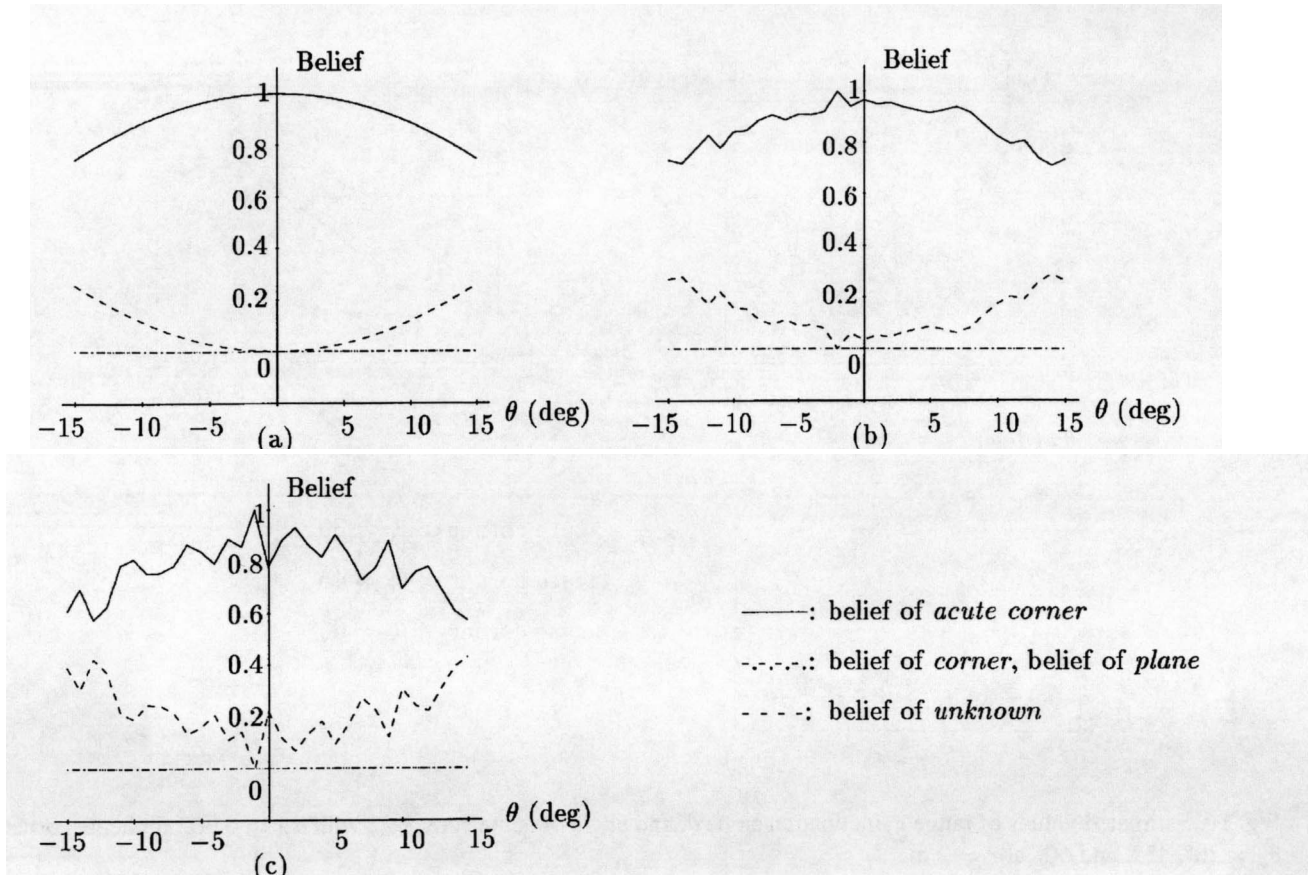 Belief
1
0.8
0.6
0.4
0.2
0
−15 −10 −5 5 10 15 θ (deg)
(a)
Belief
1
0.8
0.6
0.4
0.2
0
−15 −10 −5 5 10 15 θ (deg)
(b)
Belief
1
0.8
0.6
0.4
0.2
0
−15 −10 −5 5 10 15 θ (deg)
(c)
: belief of acute corner
: belief of corner, belief of plane
: belief of unknown